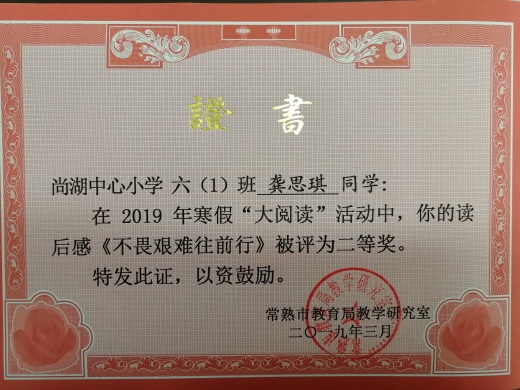 證書
尚湖中心小学 六（1）班 龚思琪 同学:
在 2019 年寒假“大阅读”活动中，你的读
后感《不畏艰难往前行》被评为二等奖。
特发此证，以资鼓励。
常熟市教育局教学研究室
二〇一九年三月